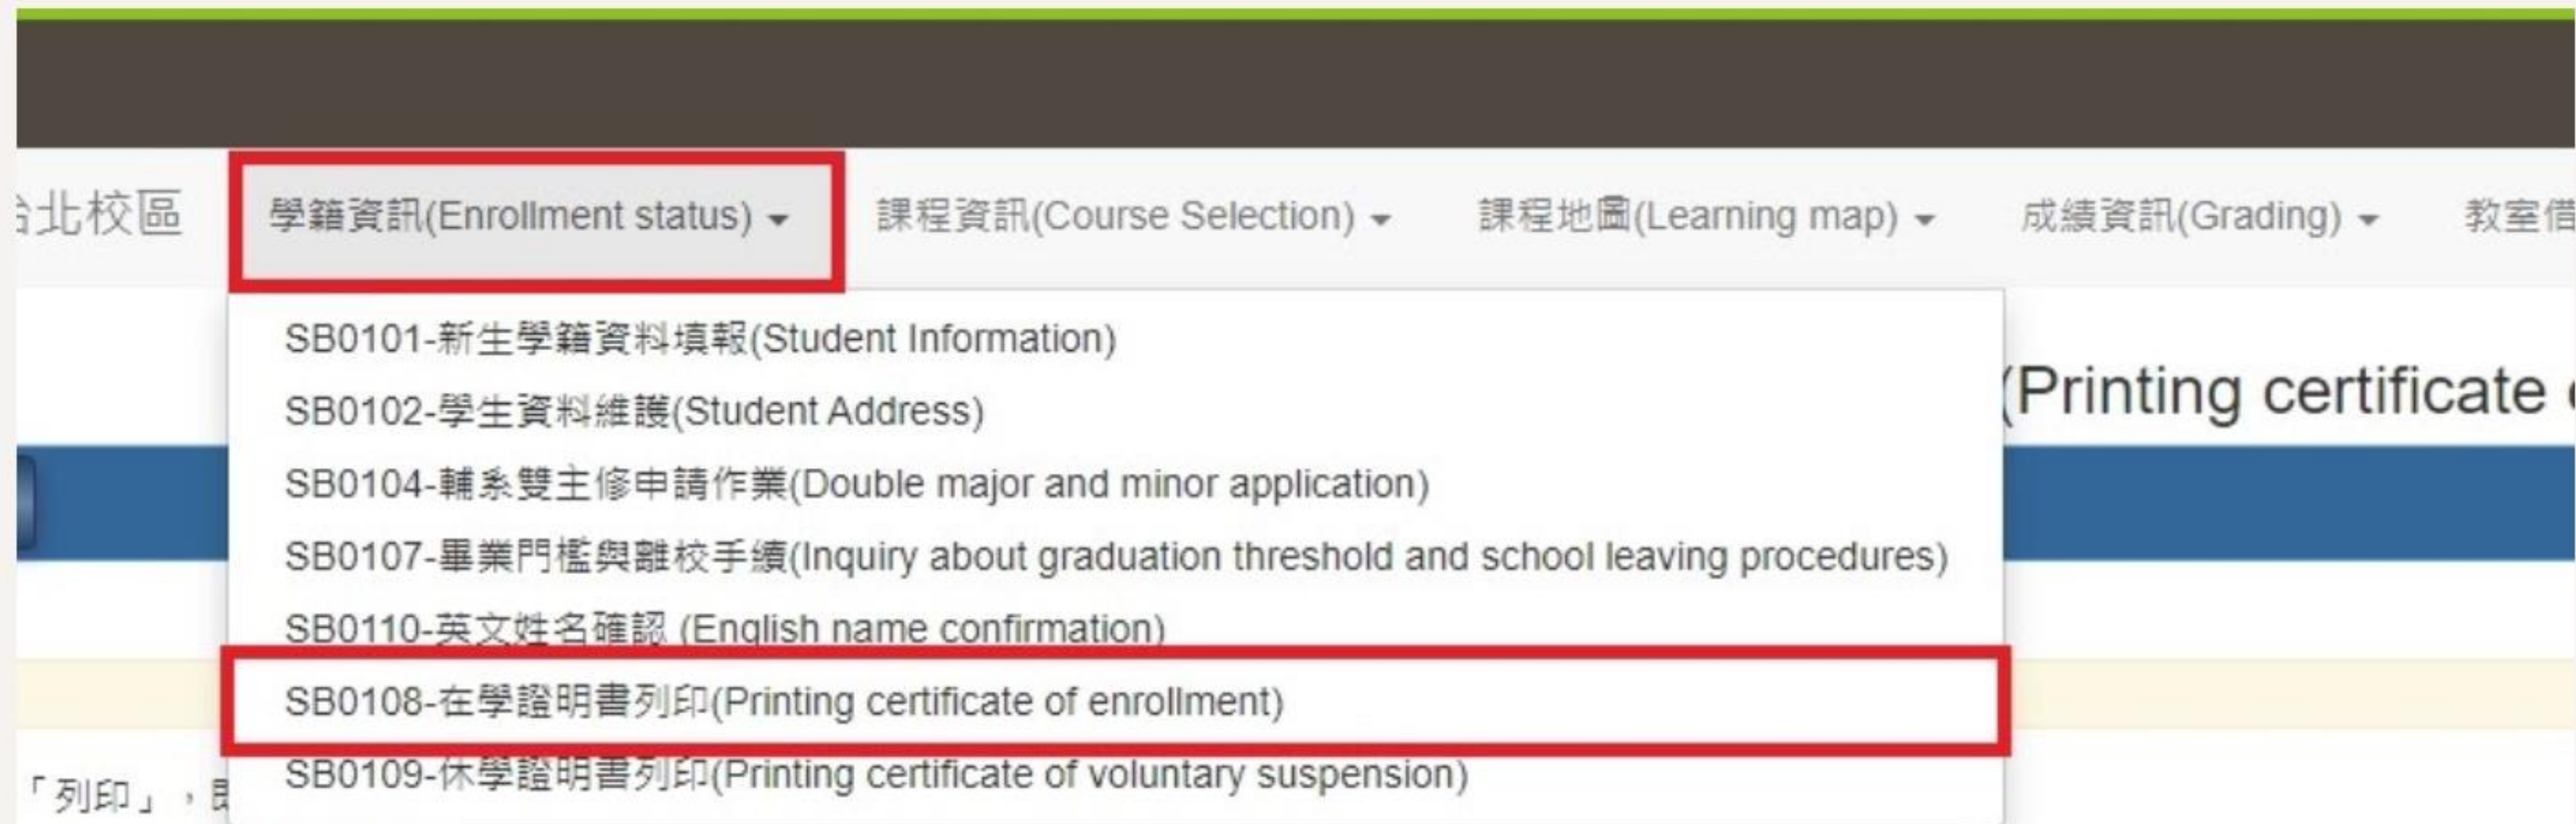 台北校區 學籍資訊(Enrollment status) 課程資訊(Course Selection) 課程地圖(Learning map) 成績資訊(Grading) 教室借
SB0101-新生學籍資料填報(Student Information)
SB0102-學生資料維護(Student Address)
(Printing certificate
SB0104-輔系雙主修申請作業(Double major and minor application)
SB0107-畢業門檻與離校手續(Inquiry about graduation threshold and school leaving procedures)
SB0110-英文姓名確認 (English name confirmation)
SB0108-在學證明書列印(Printing certificate of enrollment)
SB0109-休學證明書列印(Printing certificate of voluntary suspension)
「列印」，